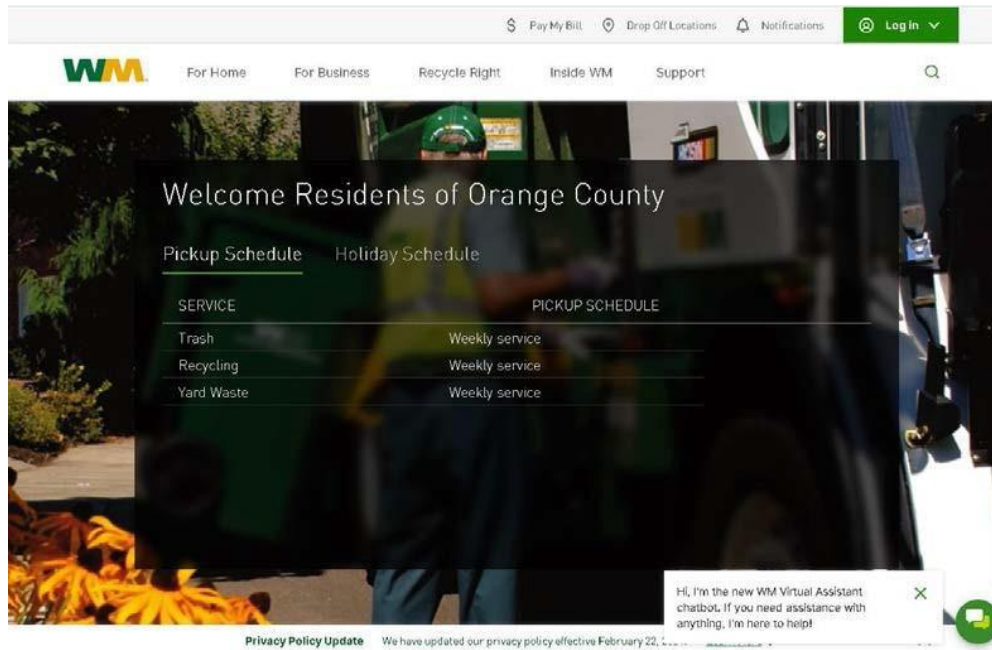 Pay My Bill Drop Off Locations Notifications Log in
WM. For Home For Business Recycle Right Inside WM Support
Welcome Residents of Orange County
Pickup Schedule Holiday Schedule
SERVICE PICKUP SCHEDULE
Trash Weekly service
Recycling Weekly service
Yard Waste Weekly service
Hi, I'm the new WM Virtual Assistant
chatbot. If you need assistance with
anything, I'm here to help!
Privacy Policy Update We have updated our privacy policy effective February 22,